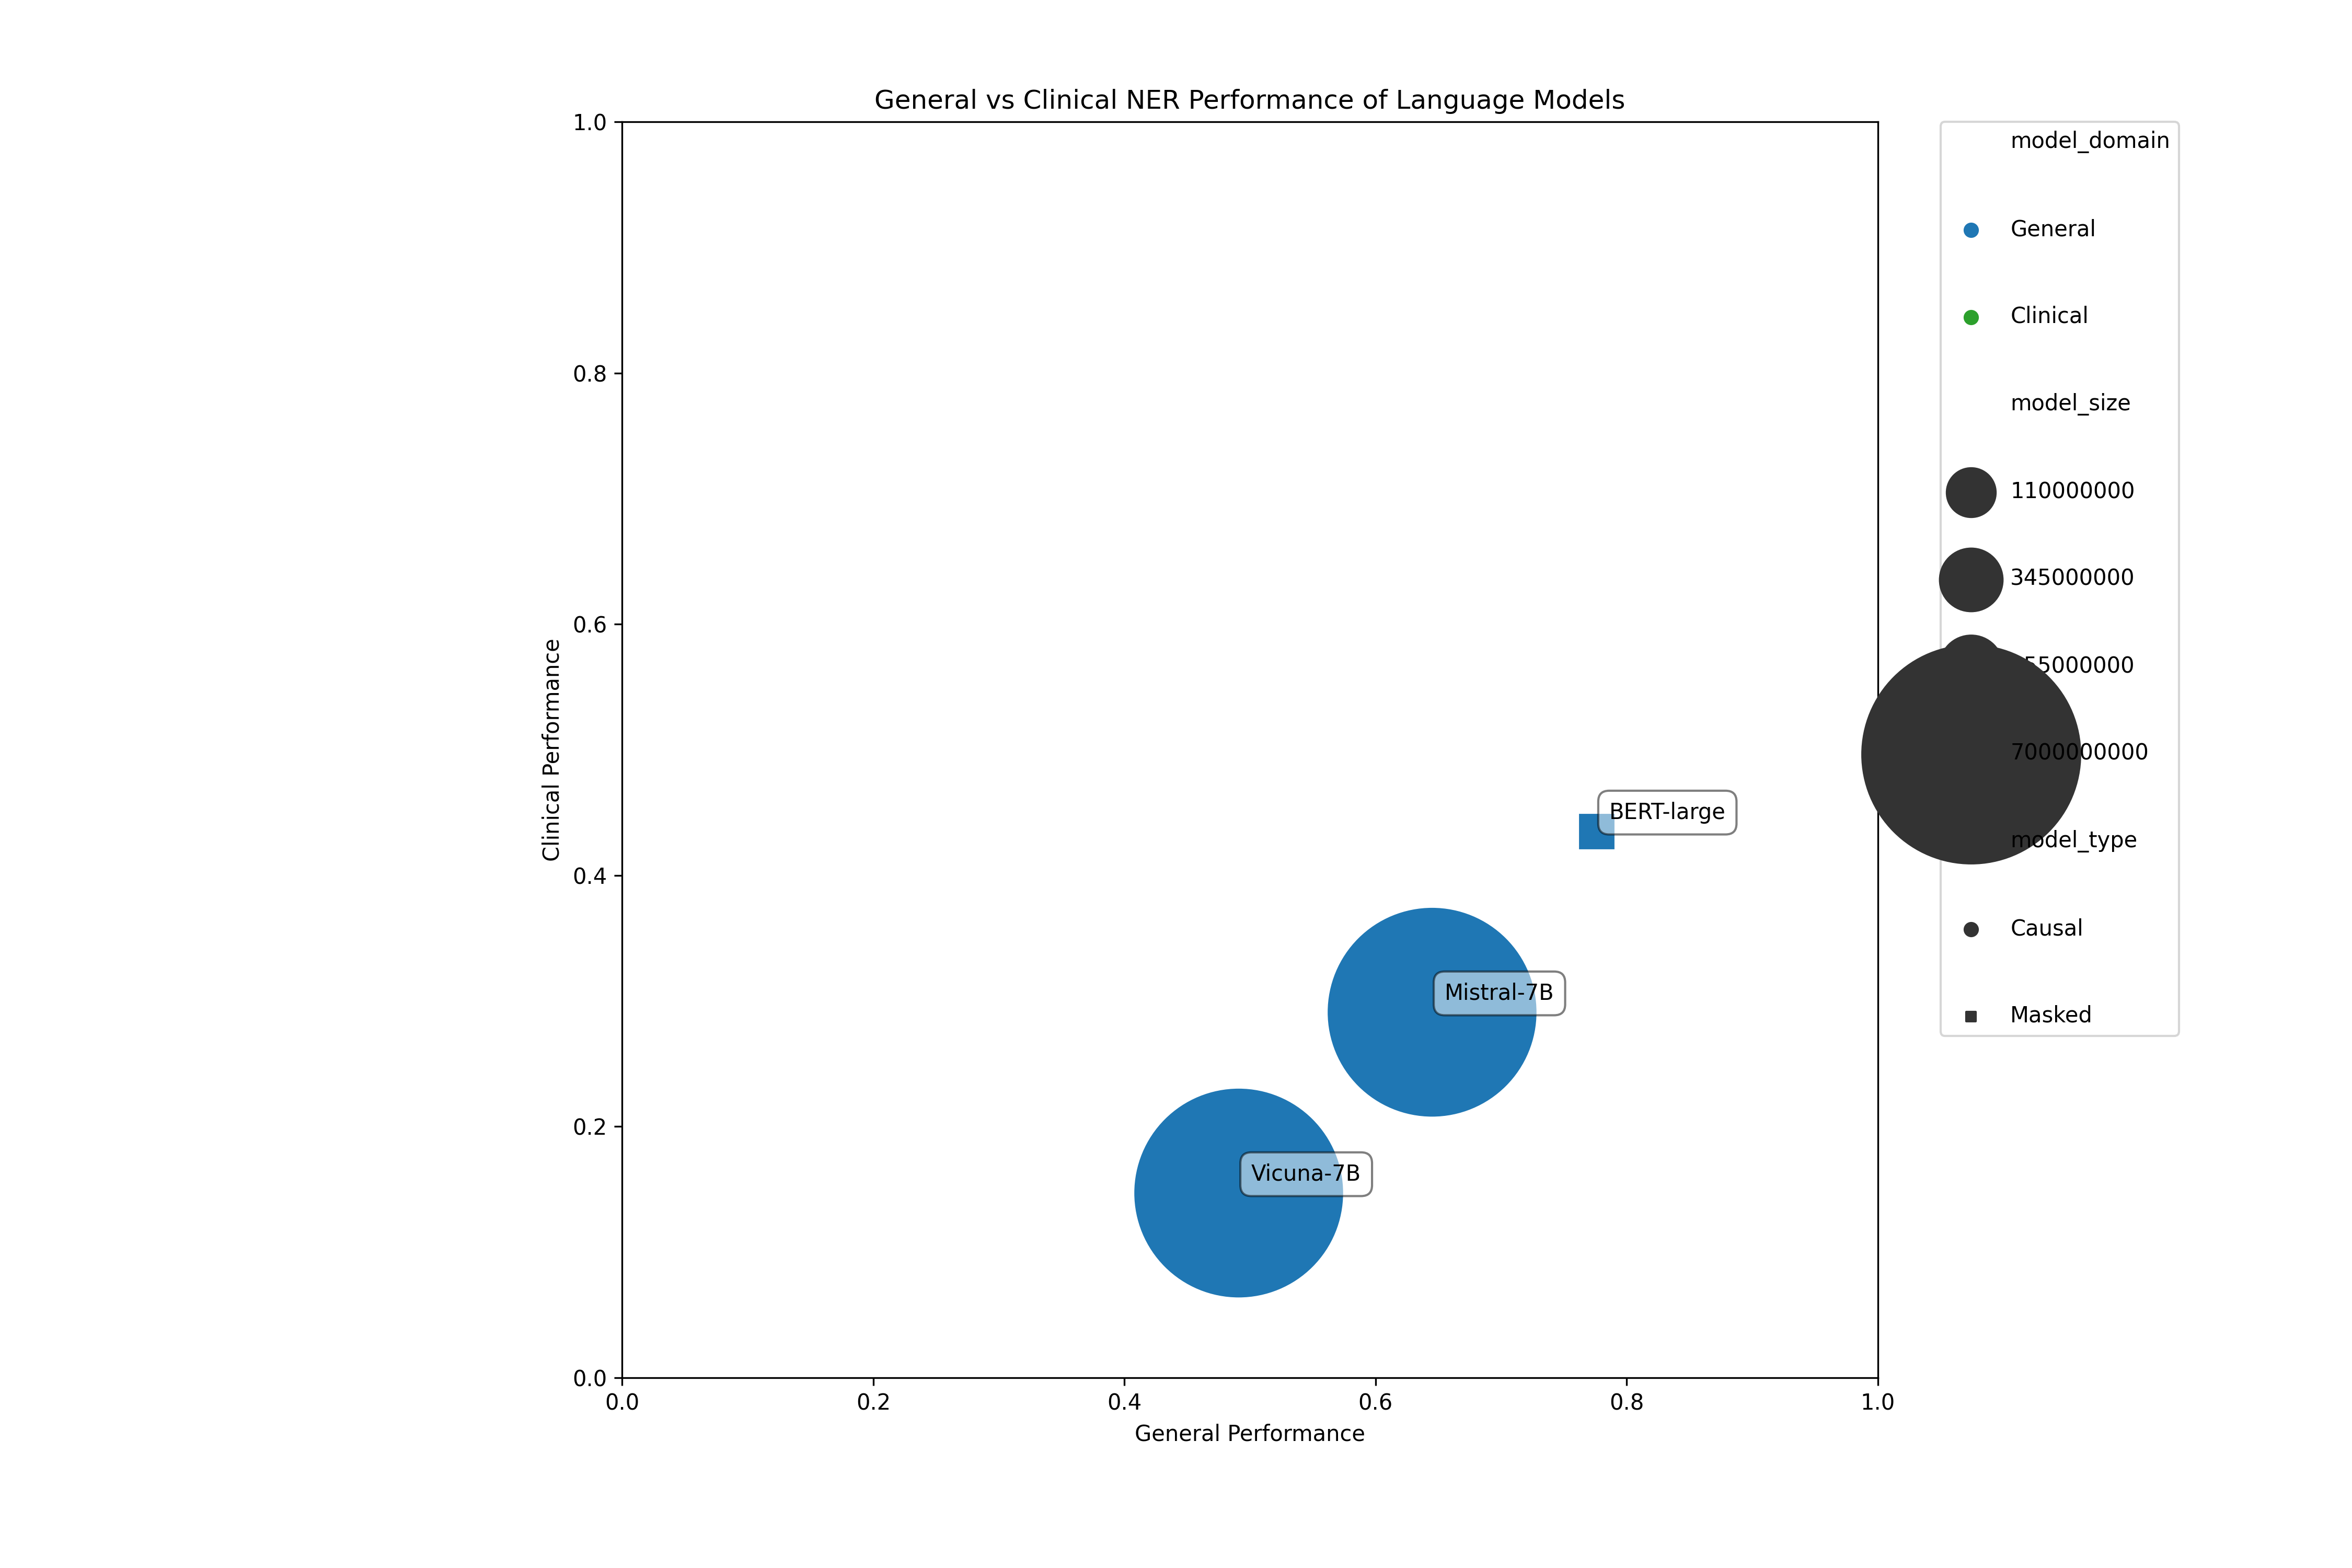 General vs Clinical NER Performance of Language Models
1.0
0.8
0.6
0.4
0.2
0.0
Clinical Performance
0.0
0.2
0.4
0.6
0.8
1.0
General Performance
BERT-large
Mistral-7B
Vicuna-7B
model_domain
General
Clinical
model_size
110000000
345000000
55000000
7000000000
model_type
Causal
Masked